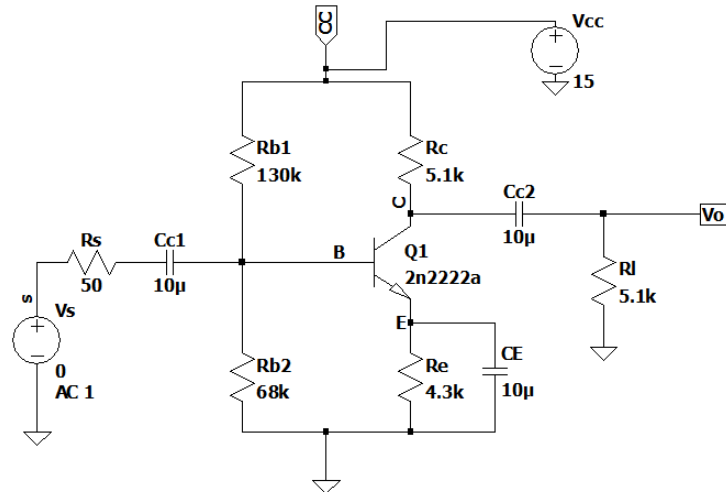 CC
Vcc
15
Rb1
130k
Rc
5.1k
C
Cc2
10µ
Vo
Rs
50
Cc1
10µ
B
Q1
2n2222a
Rl
5.1k
s
Vs
0
AC 1
E
CE
10µ
Rb2
68k
Re
4.3k